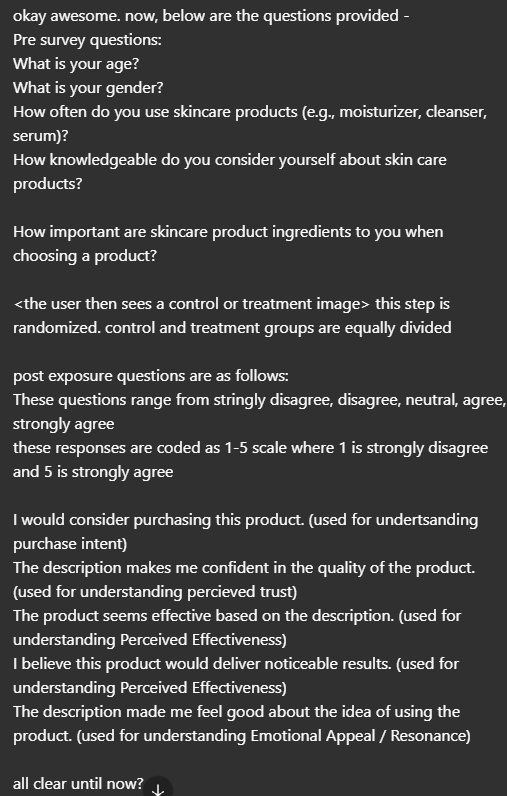 okay awesome. now, below are the questions provided -
Pre survey questions:
What is your age?
What is your gender?
How often do you use skincare products (e.g., moisturizer, cleanser,
serum)?
How knowledgeable do you consider yourself about skin care
products?
How important are skincare product ingredients to you when
choosing a product?
<the user then sees a control or treatment image> this step is
randomized. control and treatment groups are equally divided
post exposure questions are as follows:
These questions range from stringly disagree, disagree, neutral, agree,
strongly agree
these responses are coded as 1-5 scale where 1 is strongly disagree
and 5 is strongly agree
I would consider purchasing this product. (used for undertsanding
purchase intent)
The description makes me confident in the quality of the product.
(used for understanding percieved trust)
The product seems effective based on the description. (used for
understanding Perceived Effectiveness)
I believe this product would deliver noticeable results. (used for
understanding Perceived Effectiveness)
The description made me feel good about the idea of using the
product. (used for understanding Emotional Appeal / Resonance)
all clear until now?